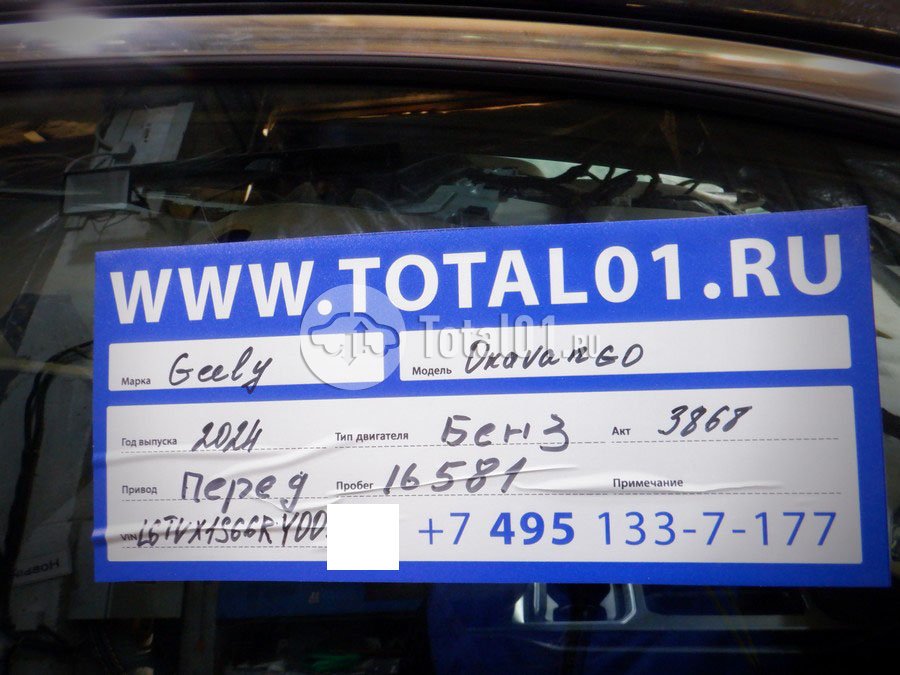 WWW.TOTAL01.RU
Total01.ru
Марка Geely Модель Okavango
Год выпуска 2024 Тип двигателя Бенз Акт 3868
Привод Перед Пробег 16581 Примечание
VIN L6TVX1S66RY00 +7 495 133-7-177